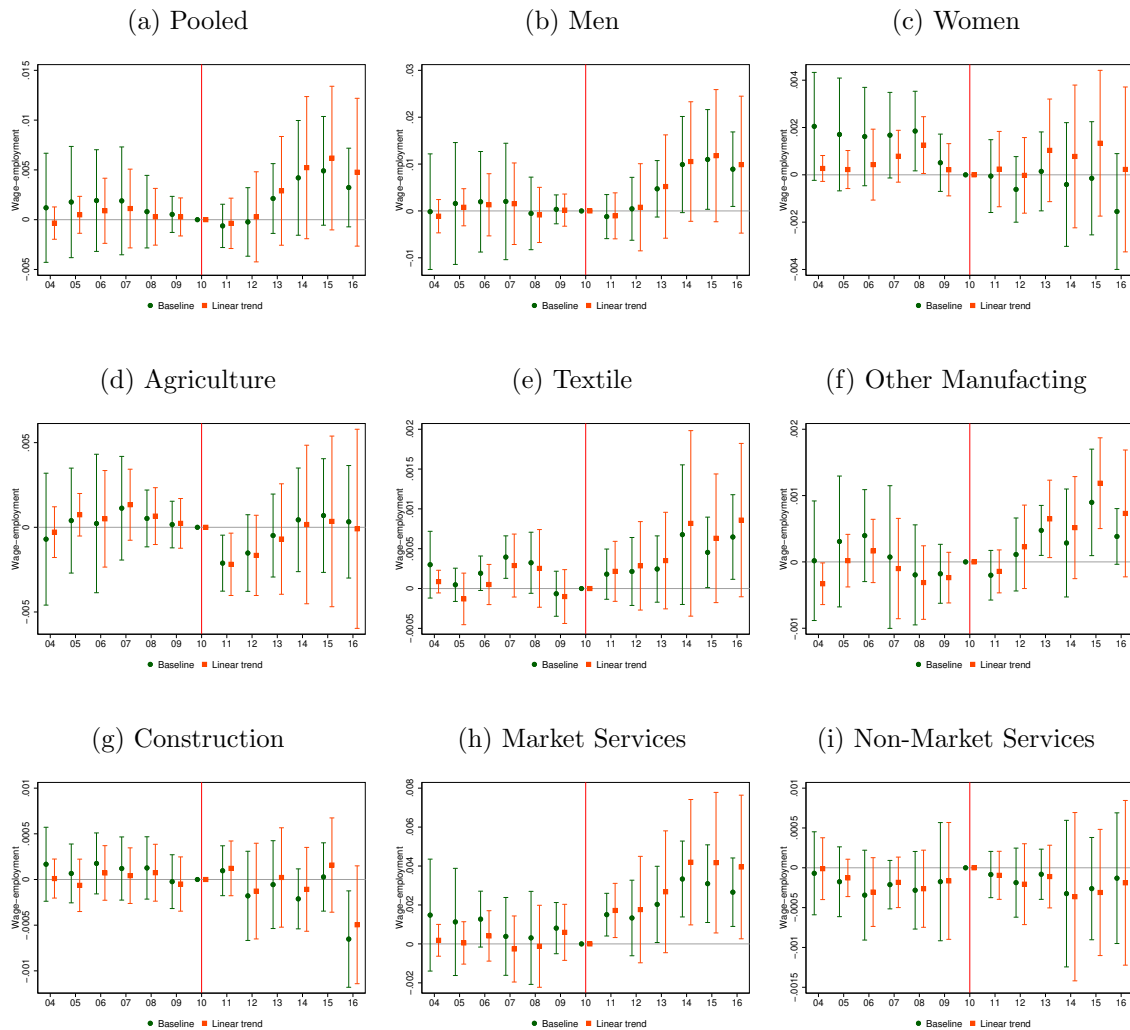 (a) Pooled
(b) Men
(c) Women
Wage-employment
.015
.01
.005
0
-.005
04 05 06 07 08 09 10 11 12 13 14 15 16
Baseline Linear trend
Wage-employment
.03
.02
.01
0
-.01
04 05 06 07 08 09 10 11 12 13 14 15 16
Baseline Linear trend
Wage-employment
.004
.002
0
-.002
-.004
04 05 06 07 08 09 10 11 12 13 14 15 16
Baseline Linear trend
(d) Agriculture
(e) Textile
(f) Other Manufacting
Wage-employment
.005
0
-.005
04 05 06 07 08 09 10 11 12 13 14 15 16
Baseline Linear trend
Wage-employment
.002
.0015
.001
.0005
0
-.0005
04 05 06 07 08 09 10 11 12 13 14 15 16
Baseline Linear trend
Wage-employment
.002
.001
0
-.001
04 05 06 07 08 09 10 11 12 13 14 15 16
Baseline Linear trend
(g) Construction
(h) Market Services
(i) Non-Market Services
Wage-employment
.001
.0005
0
-.0005
-.001
04 05 06 07 08 09 10 11 12 13 14 15 16
Baseline Linear trend
Wage-employment
.008
.006
.004
.002
0
-.002
04 05 06 07 08 09 10 11 12 13 14 15 16
Baseline Linear trend
Wage-employment
.001
.0005
0
-.0005
-.001
-.0015
04 05 06 07 08 09 10 11 12 13 14 15 16
Baseline Linear trend